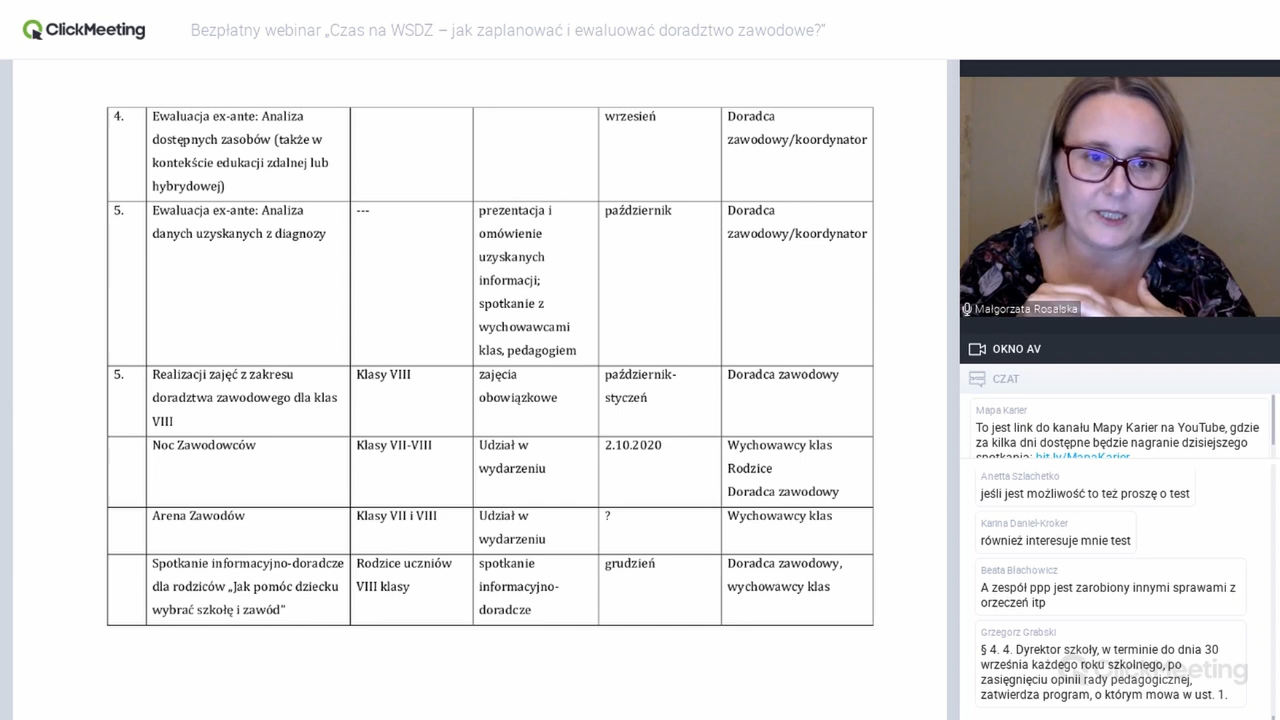 ClickMeeting
Bezpłatny webinar „Czas na WSDZ – jak zaplanować i ewaluować doradztwo zawodowe?”
4.
Ewaluacja ex-ante: Analiza
dostępnych zasobów (także w
kontekście edukacji zdalnej lub
hybrydowej)
wrzesień
Doradca
zawodowy/koordynator
5.
Ewaluacja ex-ante: Analiza
danych uzyskanych z diagnozy
---
prezentacja i
omówienie
uzyskanych
informacji;
spotkanie z
wychowawcami
klas, pedagogiem
październik
Doradca
zawodowy/koordynator
5.
Realizacji zajęć z zakresu
doradztwa zawodowego dla klas
VIII
Klasy VIII
zajęcia
obowiązkowe
październik-
styczeń
Doradca zawodowy
Noc Zawodowców
Klasy VII-VIII
Udział w
wydarzeniu
2.10.2020
Wychowawcy klas
Rodzice
Doradca zawodowy
Arena Zawodów
Klasy VII i VIII
Udział w
wydarzeniu
?
Wychowawcy klas
Spotkanie informacyjno-doradcze
dla rodziców „Jak pomóc dziecku
wybrać szkołę i zawód”
Rodzice uczniów
VIII klasy
spotkanie
informacyjno-
doradcze
grudzień
Doradca zawodowy,
wychowawcy klas
Małgorzata Rosalska
OKNO AV
CZAT
Mapa Karier
To jest link do kanału Mapy Karier na YouTube, gdzie
za kilka dni dostępne będzie nagranie dzisiejszego
spotkania: bit.ly/MapaKarier
Anetta Szlachetko
jeśli jest możliwość to też proszę o test
Karina Daniel-Kroker
również interesuje mnie test
Beata Błachowicz
A zespół ppp jest zarobiony innymi sprawami z
orzeczeń itp
Grzegorz Grabski
§ 4. 4. Dyrektor szkoły, w terminie do dnia 30
września każdego roku szkolnego, po
zasięgnięciu opinii rady pedagogicznej,
zatwierdza program, o którym mowa w ust. 1.
ClickMeeting